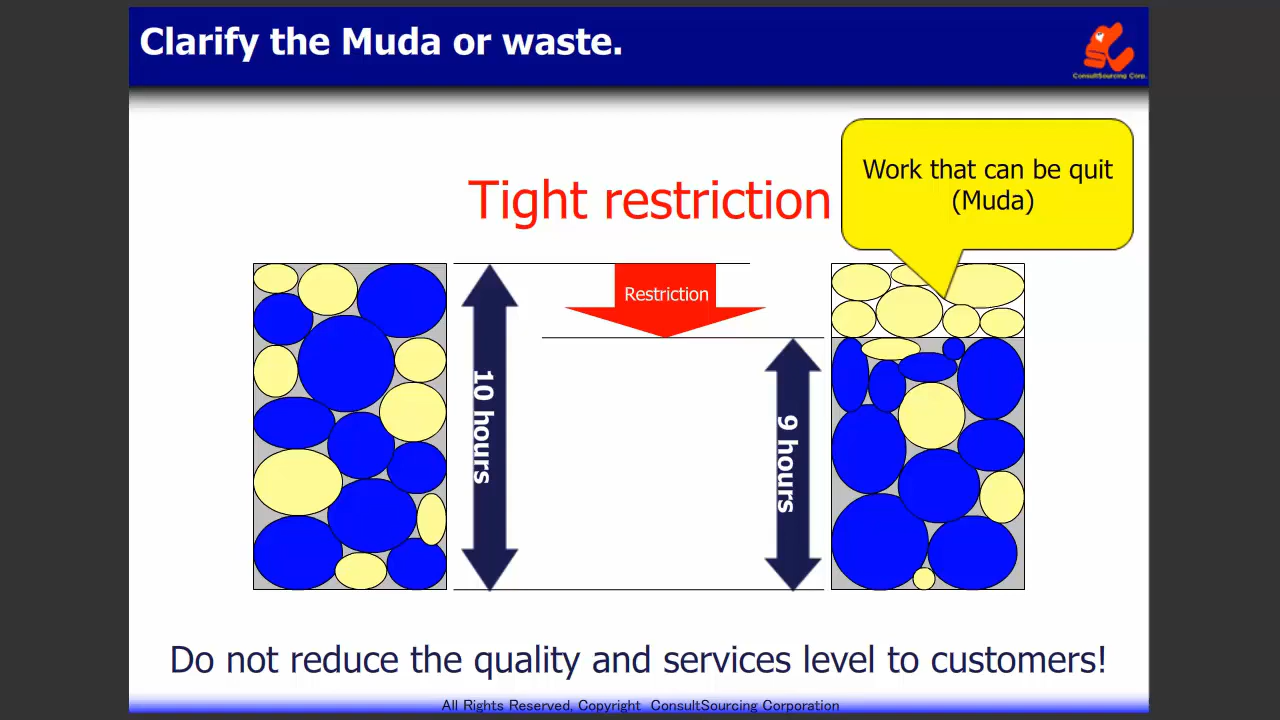 Clarify the Muda or waste.
ConsultSourcing Corp.
Work that can be quit
(Muda)
Tight restriction
Restriction
10 hours
9 hours
Do not reduce the quality and services level to customers!
All Rights Reserved, Copyright ConsultSourcing Corporation